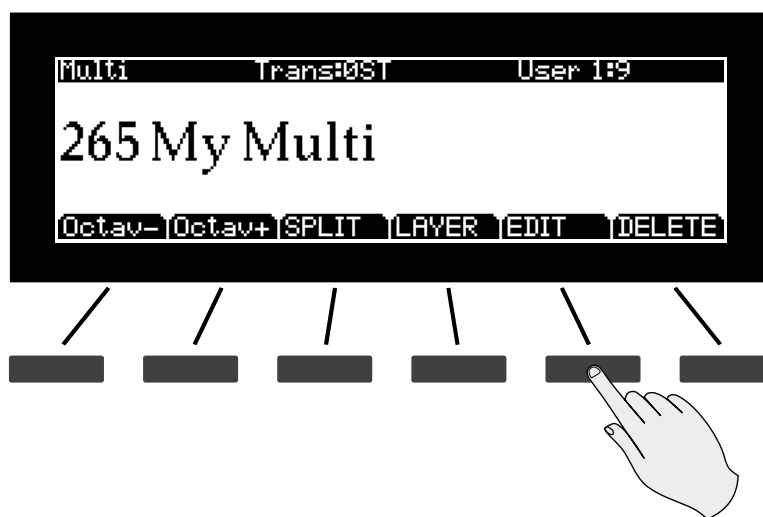 Multi Trans:0ST User 1:9
265 My Multi
Octav- Octav+ SPLIT LAYER EDIT DELETE